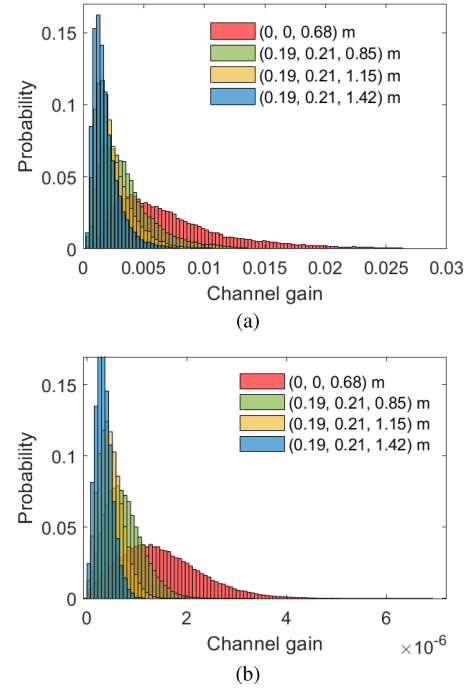 (0, 0, 0.68) m
(0.19, 0.21, 0.85) m
(0.19, 0.21, 1.15) m
(0.19, 0.21, 1.42) m
Probability
0.15
0.1
0.05
0
0 0.005 0.01 0.015 0.02 0.025 0.03
Channel gain
(a)
(0, 0, 0.68) m
(0.19, 0.21, 0.85) m
(0.19, 0.21, 1.15) m
(0.19, 0.21, 1.42) m
Probability
0.15
0.1
0.05
0
0 2 4 6
Channel gain
×10⁻⁶
(b)